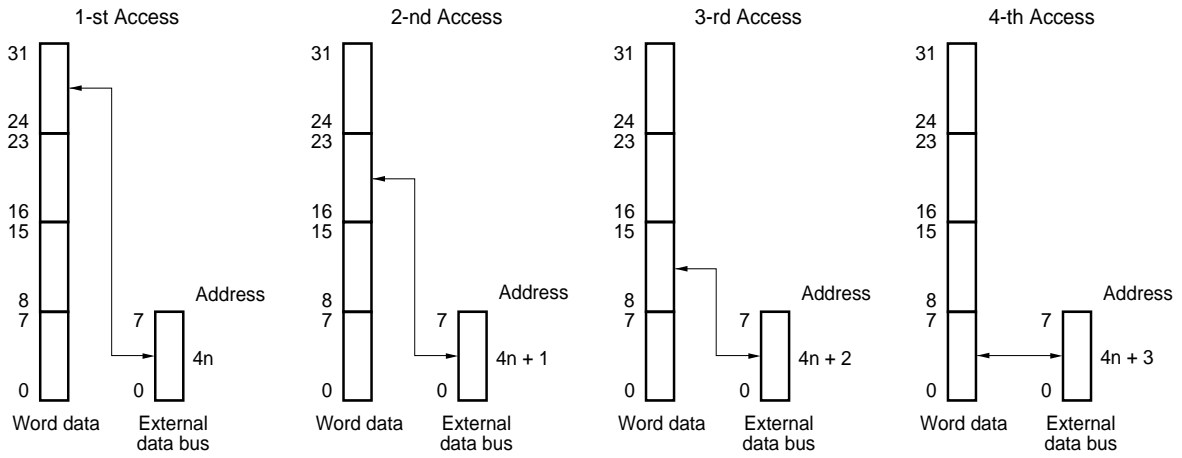 1-st Access
31
24
23
16
15
8
7
0
Word data
Address
7
4n
0
External
data bus
2-nd Access
31
24
23
16
15
8
7
0
Word data
Address
7
4n + 1
0
External
data bus
3-rd Access
31
24
23
16
15
8
7
0
Word data
Address
7
4n + 2
0
External
data bus
4-th Access
31
24
23
16
15
8
7
0
Word data
Address
7
4n + 3
0
External
data bus